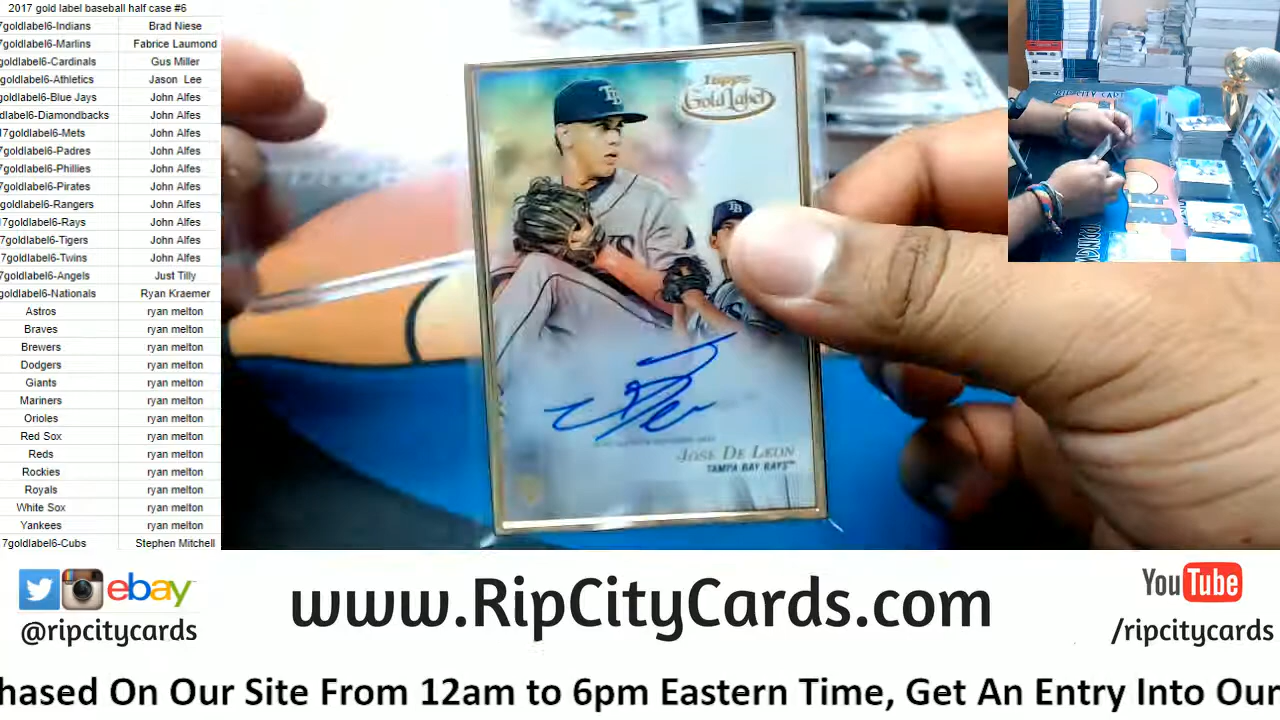 2017 gold label baseball half case #6
7goldlabel6-Indians Brad Niese
7goldlabel6-Marlins Fabrice Laumond
goldlabel6-Cardinals Gus Miller
goldlabel6-Athletics Jason Lee
goldlabel6-Blue Jays John Alfes
dlabel6-Diamondbacks John Alfes
17goldlabel6-Mets John Alfes
7goldlabel6-Padres John Alfes
7goldlabel6-Phillies John Alfes
7goldlabel6-Pirates John Alfes
goldlabel6-Rangers John Alfes
17goldlabel6-Rays John Alfes
7goldlabel6-Tigers John Alfes
7goldlabel6-Twins John Alfes
7goldlabel6-Angels Just Tilly
goldlabel6-Nationals Ryan Kraemer
Astros ryan melton
Braves ryan melton
Brewers ryan melton
Dodgers ryan melton
Giants ryan melton
Mariners ryan melton
Orioles ryan melton
Red Sox ryan melton
Reds ryan melton
Rockies ryan melton
Royals ryan melton
White Sox ryan melton
Yankees ryan melton
7goldlabel6-Cubs Stephen Mitchell
Topps
Gold Label
TB
JOSE DE LEON
TAMPA BAY RAYS™
ebay
@ripcitycards
www.RipCityCards.com
YouTube
/ripcitycards
hased On Our Site From 12am to 6pm Eastern Time, Get An Entry Into Our